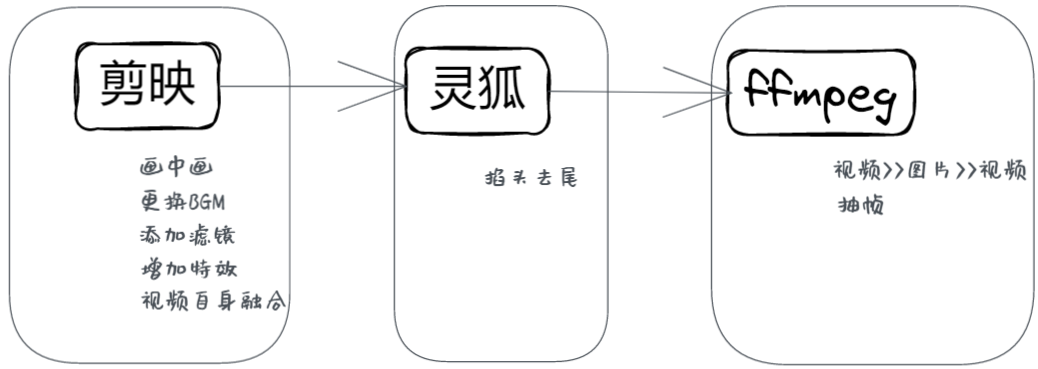 剪映
画中画
更换BGM
添加滤镜
增加特效
视频自身融合
灵狐
掐头去尾
ffmpeg
视频>>图片>>视频
抽帧